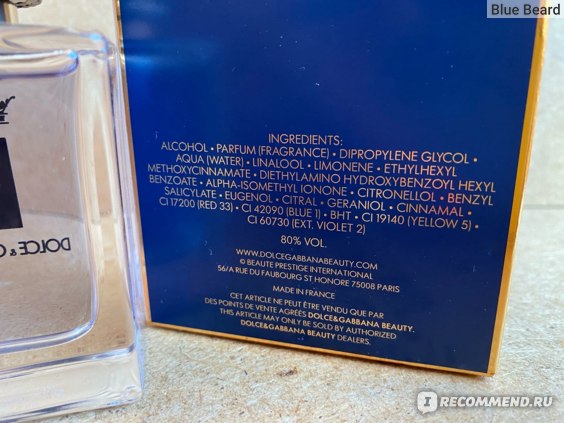 Blue Beard
INGREDIENTS:
ALCOHOL • PARFUM (FRAGRANCE) • DIPROPYLENE GLYCOL •
AQUA (WATER) • LINALOOL • LIMONENE • ETHYLHEXYL
METHOXYCINNAMATE • DIETHYLAMINO HYDROXYBENZOYL HEXYL
BENZOATE • ALPHA-ISOMETHYL IONONE • CITRONELLOL • BENZYL
SALICYLATE • EUGENOL • CITRAL • GERANIOL • CINNAMAL •
CI 17200 (RED 33) • CI 42090 (BLUE 1) • BHT • CI 19140 (YELLOW 5) •
CI 60730 (EXT. VIOLET 2)
80% VOL.
WWW.DOLCEGABBANABEAUTY.COM
© BEAUTE PRESTIGE INTERNATIONAL
56/A RUE DU FAUBOURG ST HONORE 75008 PARIS
MADE IN FRANCE
CET ARTICLE NE PEUT ÊTRE VENDU QUE PAR
DES POINTS DE VENTE AGRÉÉS DOLCE&GABBANA BEAUTY.
THIS ARTICLE MAY ONLY BE SOLD BY AUTHORIZED
DOLCE&GABBANA BEAUTY DEALERS.
DOLCE & G
IRECOMMEND.RU